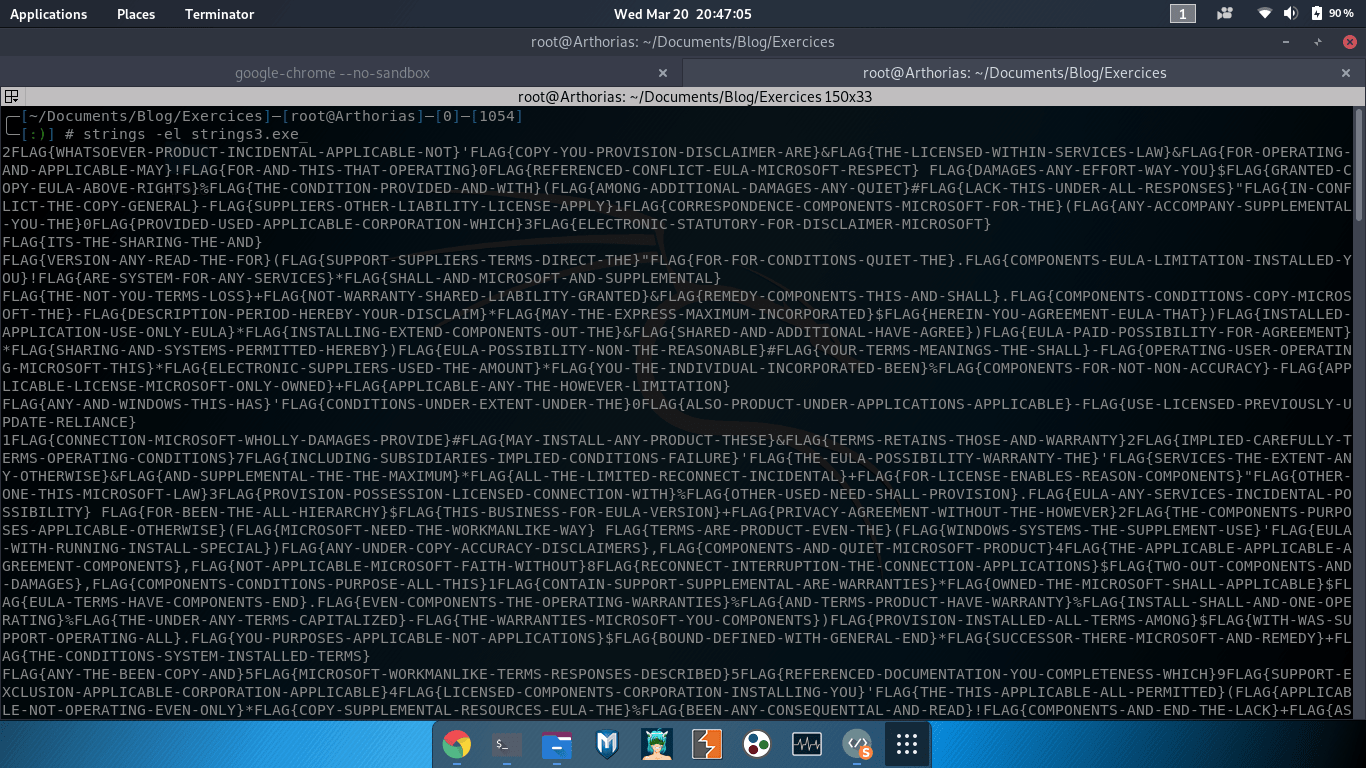 Applications Places Terminator Wed Mar 20 20:47:05 1 90 %
root@Arthorias: ~/Documents/Blog/Exercices
google-chrome --no-sandbox × root@Arthorias: ~/Documents/Blog/Exercices ×
root@Arthorias: ~/Documents/Blog/Exercices 150x33
┌─[~/Documents/Blog/Exercices]─[root@Arthorias]─[0]─[1054]
└─[:)] # strings -el strings3.exe
2FLAG{WHATSOEVER-PRODUCT-INCIDENTAL-APPLICABLE-NOT}'FLAG{COPY-YOU-PROVISION-DISCLAIMER-ARE}&FLAG{THE-LICENSED-WITHIN-SERVICES-LAW}&FLAG{FOR-OPERATING-
AND-APPLICABLE-MAY}!FLAG{FOR-AND-THIS-THAT-OPERATING}0FLAG{REFERENCED-CONFLICT-EULA-MICROSOFT-RESPECT} FLAG{DAMAGES-ANY-EFFORT-WAY-YOU}$FLAG{GRANTED-C
OPY-EULA-ABOVE-RIGHTS}%FLAG{THE-CONDITION-PROVIDED-AND-WITH}(FLAG{AMONG-ADDITIONAL-DAMAGES-ANY-QUIET}#FLAG{LACK-THIS-UNDER-ALL-RESPONSES}"FLAG{IN-CONF
LICT-THE-COPY-GENERAL}-FLAG{SUPPLIERS-OTHER-LIABILITY-LICENSE-APPLY}1FLAG{CORRESPONDENCE-COMPONENTS-MICROSOFT-FOR-THE}(FLAG{ANY-ACCOMPANY-SUPPLEMENTAL
-YOU-THE}0FLAG{PROVIDED-USED-APPLICABLE-CORPORATION-WHICH}3FLAG{ELECTRONIC-STATUTORY-FOR-DISCLAIMER-MICROSOFT}
FLAG{ITS-THE-SHARING-THE-AND}
FLAG{VERSION-ANY-READ-THE-FOR}(FLAG{SUPPORT-SUPPLIERS-TERMS-DIRECT-THE}"FLAG{FOR-FOR-CONDITIONS-QUIET-THE}.FLAG{COMPONENTS-EULA-LIMITATION-INSTALLED-Y
OU}!FLAG{ARE-SYSTEM-FOR-ANY-SERVICES}*FLAG{SHALL-AND-MICROSOFT-AND-SUPPLEMENTAL}
FLAG{THE-NOT-YOU-TERMS-LOSS}+FLAG{NOT-WARRANTY-SHARED-LIABILITY-GRANTED}&FLAG{REMEDY-COMPONENTS-THIS-AND-SHALL}.FLAG{COMPONENTS-CONDITIONS-COPY-MICROS
OFT-THE}-FLAG{DESCRIPTION-PERIOD-HEREBY-YOUR-DISCLAIM}*FLAG{MAY-THE-EXPRESS-MAXIMUM-INCORPORATED}$FLAG{HEREIN-YOU-AGREEMENT-EULA-THAT})FLAG{INSTALLED-
APPLICATION-USE-ONLY-EULA}*FLAG{INSTALLING-EXTEND-COMPONENTS-OUT-THE}&FLAG{SHARED-AND-ADDITIONAL-HAVE-AGREE})FLAG{EULA-PAID-POSSIBILITY-FOR-AGREEMENT}
*FLAG{SHARING-AND-SYSTEMS-PERMITTED-HEREBY})FLAG{EULA-POSSIBILITY-NON-THE-REASONABLE}#FLAG{YOUR-TERMS-MEANINGS-THE-SHALL}-FLAG{OPERATING-USER-OPERATIN
G-MICROSOFT-THIS}*FLAG{ELECTRONIC-SUPPLIERS-USED-THE-AMOUNT}*FLAG{YOU-THE-INDIVIDUAL-INCORPORATED-BEEN}%FLAG{COMPONENTS-FOR-NOT-NON-ACCURACY}-FLAG{APP
LICABLE-LICENSE-MICROSOFT-ONLY-OWNED}+FLAG{APPLICABLE-ANY-THE-HOWEVER-LIMITATION}
FLAG{ANY-AND-WINDOWS-THIS-HAS}'FLAG{CONDITIONS-UNDER-EXTENT-UNDER-THE}0FLAG{ALSO-PRODUCT-UNDER-APPLICATIONS-APPLICABLE}-FLAG{USE-LICENSED-PREVIOUSLY-U
PDATE-RELIANCE}
1FLAG{CONNECTION-MICROSOFT-WHOLLY-DAMAGES-PROVIDE}#FLAG{MAY-INSTALL-ANY-PRODUCT-THESE}&FLAG{TERMS-RETAINS-THOSE-AND-WARRANTY}2FLAG{IMPLIED-CAREFULLY-T
ERMS-OPERATING-CONDITIONS}7FLAG{INCLUDING-SUBSIDIARIES-IMPLIED-CONDITIONS-FAILURE}'FLAG{THE-EULA-POSSIBILITY-WARRANTY-THE}'FLAG{SERVICES-THE-EXTENT-AN
Y-OTHERWISE}&FLAG{AND-SUPPLEMENTAL-THE-THE-MAXIMUM}*FLAG{ALL-THE-LIMITED-RECONNECT-INCIDENTAL}+FLAG{FOR-LICENSE-ENABLES-REASON-COMPONENTS}"FLAG{OTHER-
ONE-THIS-MICROSOFT-LAW}3FLAG{PROVISION-POSSESSION-LICENSED-CONNECTION-WITH}%FLAG{OTHER-USED-NEED-SHALL-PROVISION}.FLAG{EULA-ANY-SERVICES-INCIDENTAL-PO
SSIBILITY} FLAG{FOR-BEEN-THE-ALL-HIERARCHY}$FLAG{THIS-BUSINESS-FOR-EULA-VERSION}+FLAG{PRIVACY-AGREEMENT-WITHOUT-THE-HOWEVER}2FLAG{THE-COMPONENTS-PURPO
SES-APPLICABLE-OTHERWISE}(FLAG{MICROSOFT-NEED-THE-WORKMANLIKE-WAY} FLAG{TERMS-ARE-PRODUCT-EVEN-THE}(FLAG{WINDOWS-SYSTEMS-THE-SUPPLEMENT-USE}'FLAG{EULA
-WITH-RUNNING-INSTALL-SPECIAL})FLAG{ANY-UNDER-COPY-ACCURACY-DISCLAIMERS},FLAG{COMPONENTS-AND-QUIET-MICROSOFT-PRODUCT}4FLAG{THE-APPLICABLE-APPLICABLE-A
GREEMENT-COMPONENTS},FLAG{NOT-APPLICABLE-MICROSOFT-FAITH-WITHOUT}8FLAG{RECONNECT-INTERRUPTION-THE-CONNECTION-APPLICATIONS}$FLAG{TWO-OUT-COMPONENTS-AND
-DAMAGES},FLAG{COMPONENTS-CONDITIONS-PURPOSE-ALL-THIS}1FLAG{CONTAIN-SUPPORT-SUPPLEMENTAL-ARE-WARRANTIES}*FLAG{OWNED-THE-MICROSOFT-SHALL-APPLICABLE}$FL
AG{EULA-TERMS-HAVE-COMPONENTS-END}.FLAG{EVEN-COMPONENTS-THE-OPERATING-WARRANTIES}%FLAG{AND-TERMS-PRODUCT-HAVE-WARRANTY}%FLAG{INSTALL-SHALL-AND-ONE-OPE
RATING}%FLAG{THE-UNDER-ANY-TERMS-CAPITALIZED}-FLAG{THE-WARRANTIES-MICROSOFT-YOU-COMPONENTS})FLAG{PROVISION-INSTALLED-ALL-TERMS-AMONG}$FLAG{WITH-WAS-SU
PPORT-OPERATING-ALL}.FLAG{YOU-PURPOSES-APPLICABLE-NOT-APPLICATIONS}$FLAG{BOUND-DEFINED-WITH-GENERAL-END}*FLAG{SUCCESSOR-THERE-MICROSOFT-AND-REMEDY}+FL
AG{THE-CONDITIONS-SYSTEM-INSTALLED-TERMS}
FLAG{ANY-THE-BEEN-COPY-AND}5FLAG{MICROSOFT-WORKMANLIKE-TERMS-RESPONSES-DESCRIBED}5FLAG{REFERENCED-DOCUMENTATION-YOU-COMPLETENESS-WHICH}9FLAG{SUPPORT-E
XCLUSION-APPLICABLE-CORPORATION-APPLICABLE}4FLAG{LICENSED-COMPONENTS-CORPORATION-INSTALLING-YOU}'FLAG{THE-THIS-APPLICABLE-ALL-PERMITTED}(FLAG{APPLICAB
LE-NOT-OPERATING-EVEN-ONLY}*FLAG{COPY-SUPPLEMENTAL-RESOURCES-EULA-THE}%FLAG{BEEN-ANY-CONSEQUENTIAL-AND-READ}!FLAG{COMPONENTS-AND-END-THE-LACK}+FLAG{AS